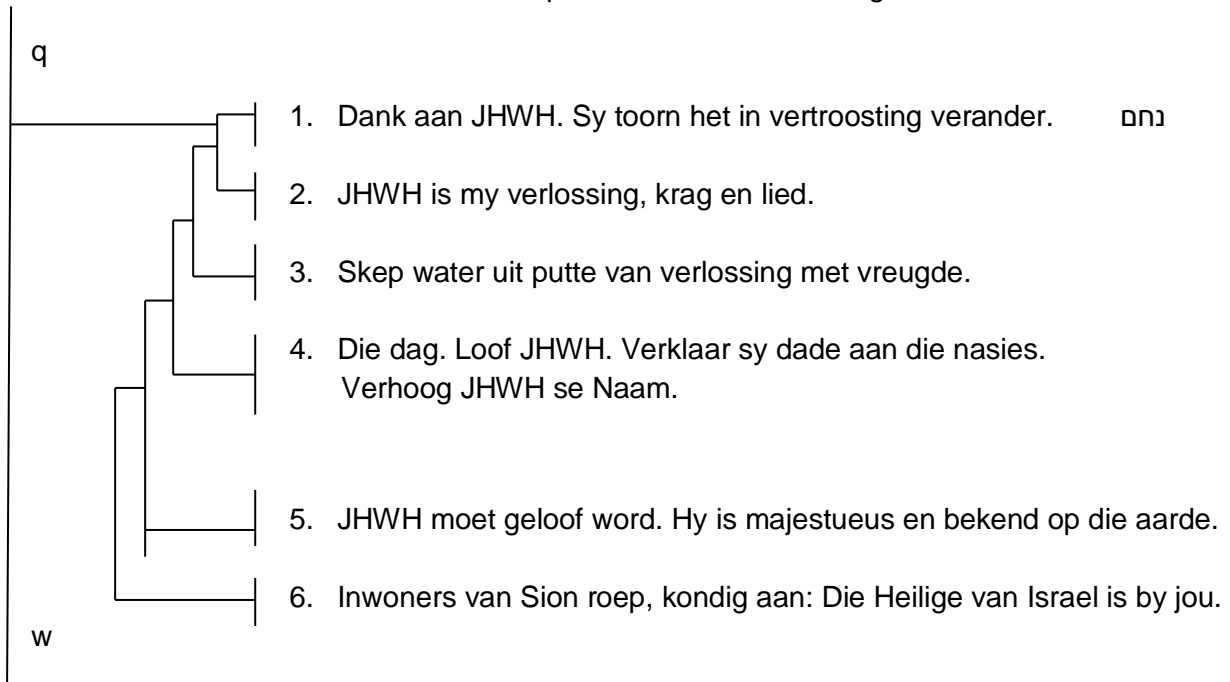 q
1. Dank aan JHWH. Sy toorn het in vertroosting verander. נחם
2. JHWH is my verlossing, krag en lied.
3. Skep water uit putte van verlossing met vreugde.
4. Die dag. Loof JHWH. Verklaar sy dade aan die nasies.
Verhoog JHWH se Naam.
5. JHWH moet geloof word. Hy is majestueus en bekend op die aarde.
6. Inwoners van Sion roep, kondig aan: Die Heilige van Israel is by jou.
w